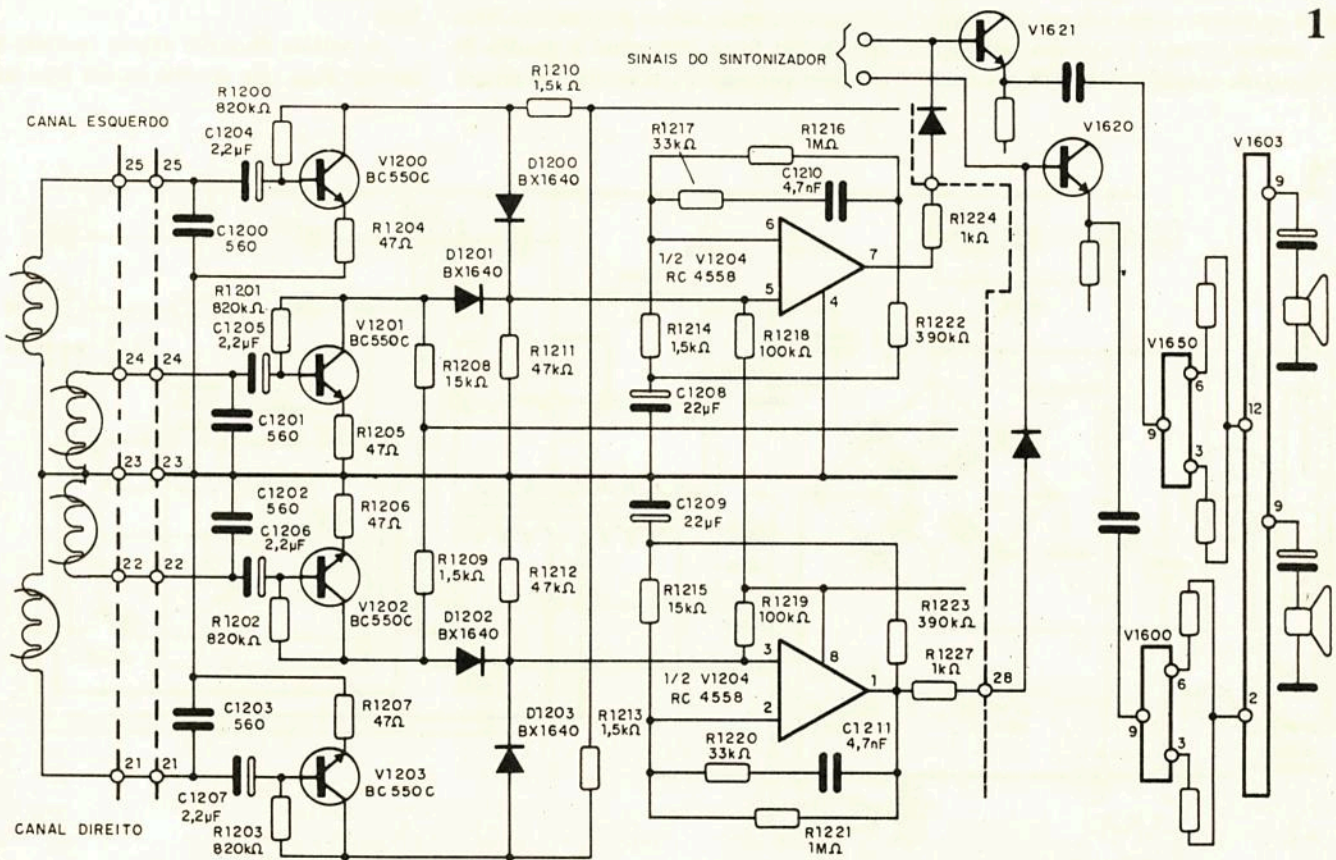 1
V1621
SINAIS DO SINTONIZADOR
R1210
1,5kΩ
R1200
820kΩ
CANAL ESQUERDO
C1204
2,2µF
R1217
33kΩ
R1216
1MΩ
V1620
V1603
25 25
V1200
BC550C
D1200
BX1640
C1210
4,7nF
9
C1200
560
R1204
47Ω
6
7
R1224
1kΩ
D1201
BX1640
1/2 V1204
RC 4558
5
4
R1201
820kΩ
C1205
2,2µF
V1201
BC550C
R1208
15kΩ
R1211
47kΩ
R1214
1,5kΩ
R1218
100kΩ
R1222
390kΩ
V1650
24 24
6
C1201
560
R1205
47Ω
C1208
22µF
9
12
3
23 23
C1202
560
C1206
2,2µF
R1206
47Ω
C1209
22µF
9
22 22
R1209
1,5kΩ
R1212
47kΩ
R1215
15kΩ
R1219
100kΩ
R1223
390kΩ
V1202
BC550C
D1202
BX1640
R1202
820kΩ
3
8
R1227
1kΩ
V1600
1/2 V1204
RC 4558
1
28
6
2
C1203
560
R1207
47Ω
D1203
BX1640
R1213
1,5kΩ
2
R1220
33kΩ
C1211
4,7nF
9
3
21 21
C1207
2,2µF
V1203
BC550C
R1203
820kΩ
R1221
1MΩ
CANAL DIREITO